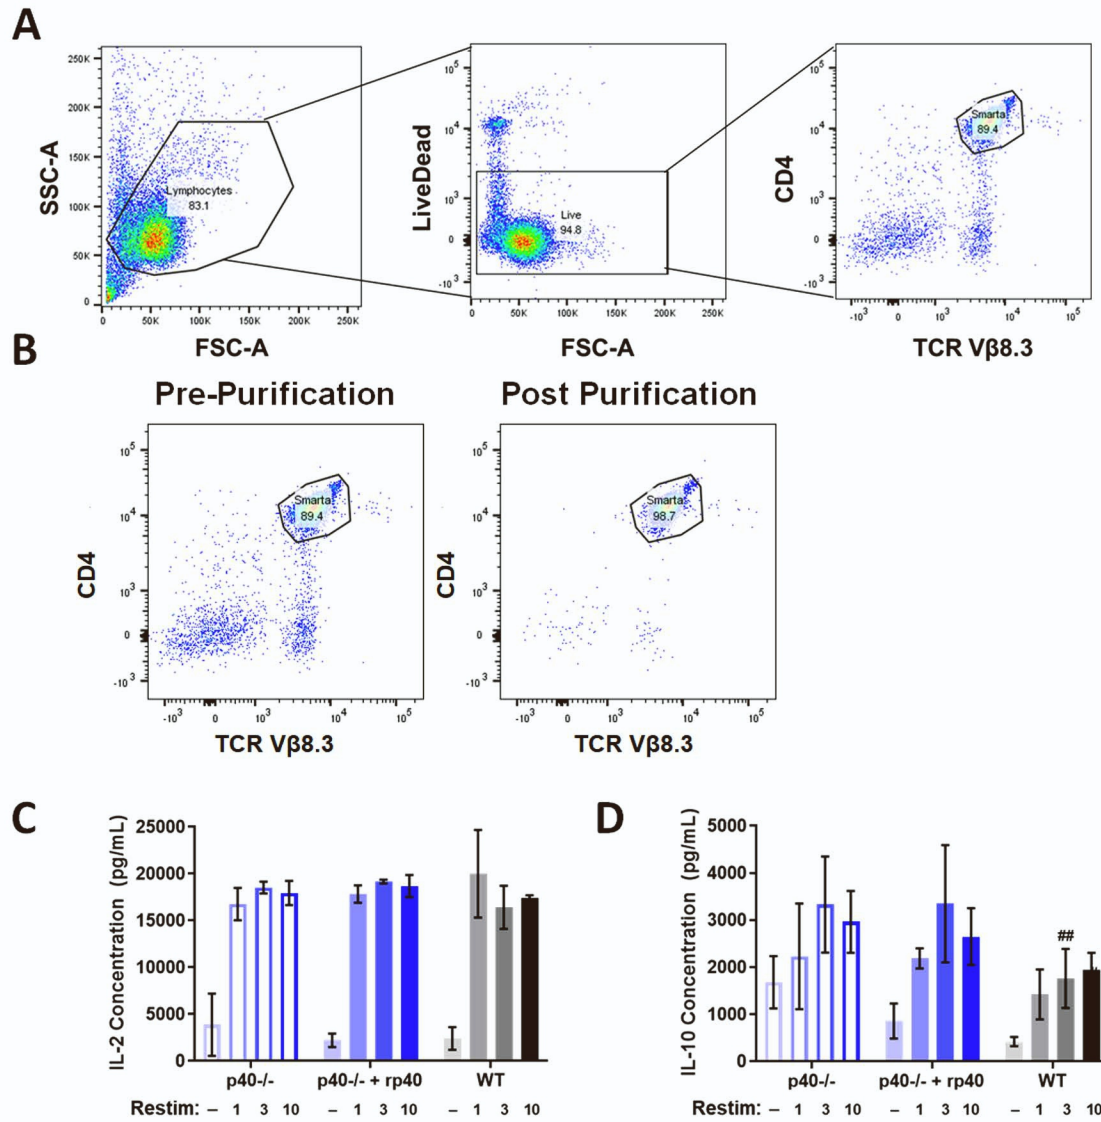 A
250K
200K
150K
100K
50K
0
SSC-A
Lymphocytes
83.1
0 50K 100K 150K 200K 250K
FSC-A
10^5
10^4
10^3
0
-10^3
LiveDead
Live
94.8
0 50K 100K 150K 200K 250K
FSC-A
10^5
10^4
10^3
0
-10^3
CD4
Smarta
89.4
-10^3 0 10^3 10^4 10^5
TCR Vβ8.3
B
Pre-Purification
10^5
10^4
10^3
0
-10^3
CD4
Smarta
89.4
-10^3 0 10^3 10^4 10^5
TCR Vβ8.3
Post Purification
10^5
10^4
10^3
0
-10^3
CD4
Smarta
98.7
-10^3 0 10^3 10^4 10^5
TCR Vβ8.3
C
IL-2 Concentration (pg/mL)
25000
20000
15000
10000
5000
0
p40-/- p40-/- + rp40 WT
Restim: – 1 3 10 – 1 3 10 – 1 3 10
D
IL-10 Concentration (pg/mL)
5000
4000
3000
2000
1000
0
##
p40-/- p40-/- + rp40 WT
Restim: – 1 3 10 – 1 3 10 – 1 3 10